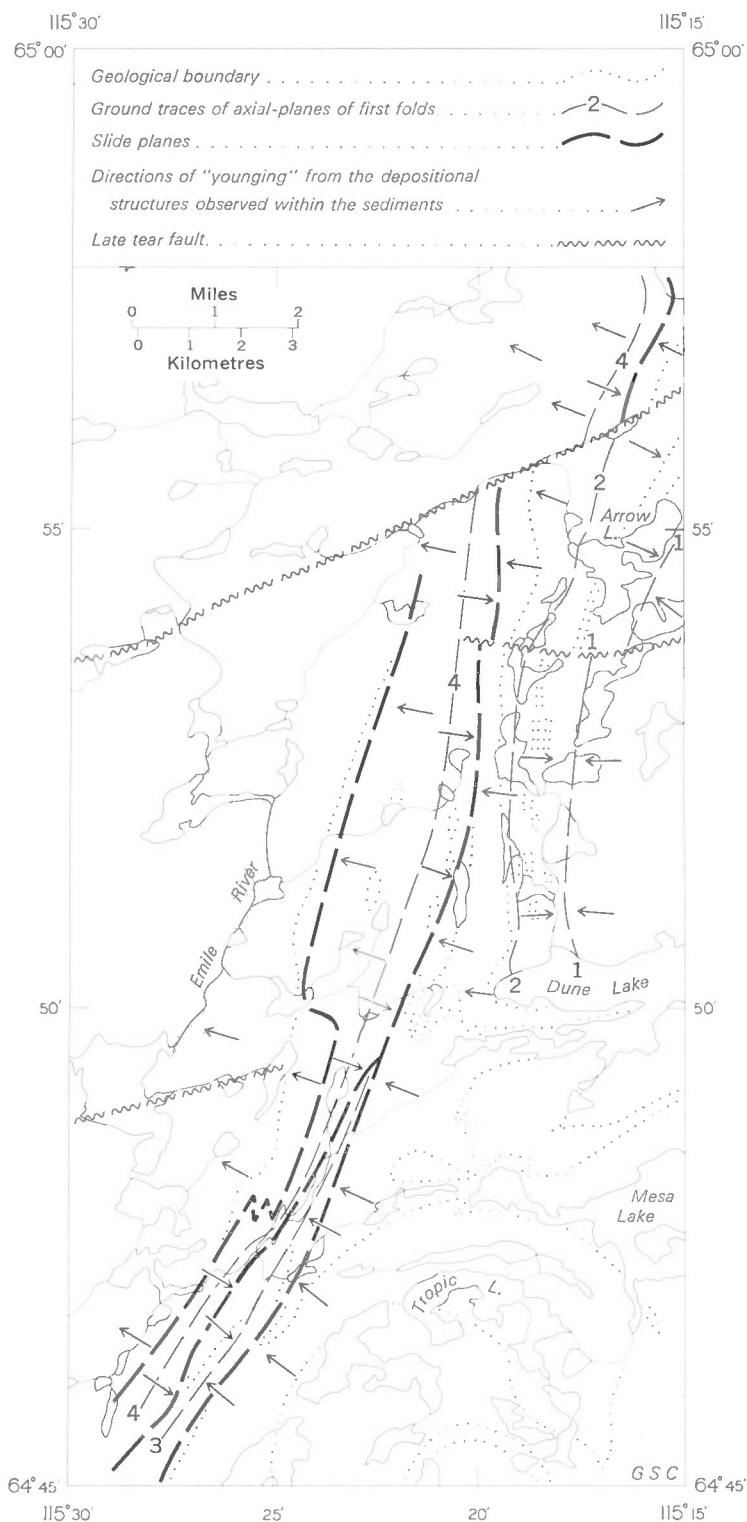 115°30′ 115°15′
65°00′ 65°00′
Geological boundary
Ground traces of axial-planes of first folds 2
Slide planes
Directions of "younging" from the depositional
structures observed within the sediments
Late tear fault
Miles
0 1 2
0 1 2 3
Kilometres
4
2
Arrow
L.
55′ 55′
1
1
4
Emile River
2 Dune Lake
1
50′ 50′
Mesa
Lake
Tropic L.
4
3
GSC
64°45′ 64°45′
115°30′ 25′ 20′ 115°15′